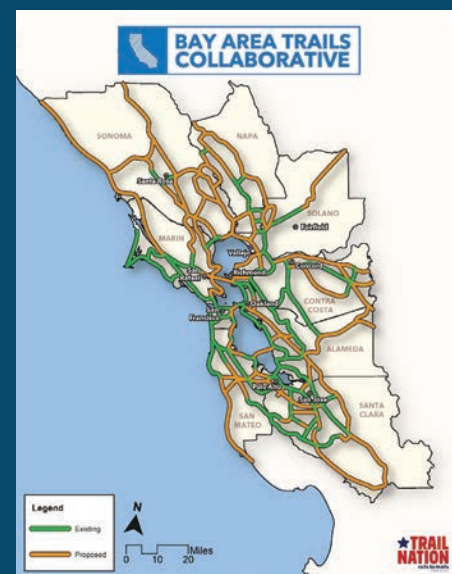 BAY AREA TRAILS
COLLABORATIVE
SONOMA
NAPA
Santa Rosa
SOLANO
Fairfield
MARIN
Vallejo
San
Rafael
Richmond
Concord
CONTRA
COSTA
Oakland
San
Francisco
ALAMEDA
Palo Alto
San Jose
SANTA
CLARA
SAN
MATEO
Legend
Existing
Proposed
N
0 5 10 20
Miles
TRAIL
NATION